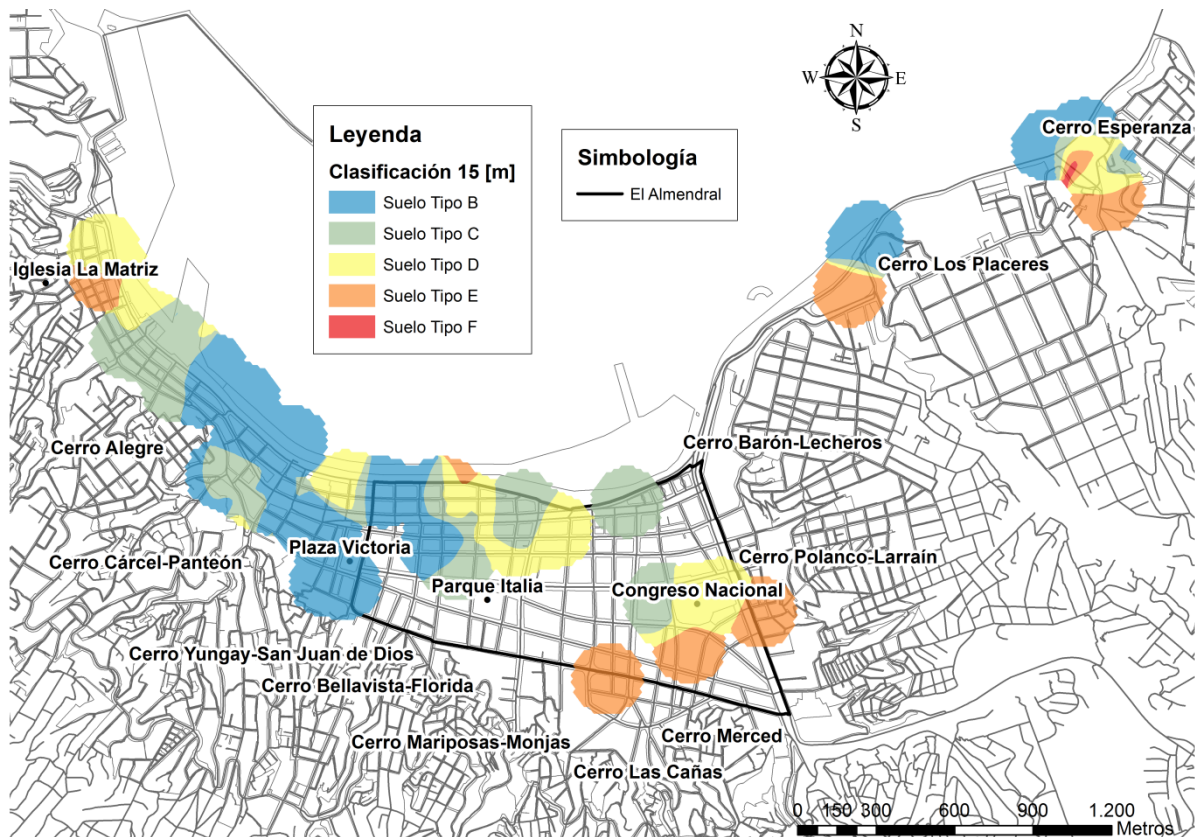 N
W E
S
Leyenda
Clasificación 15 [m]
Suelo Tipo B
Suelo Tipo C
Suelo Tipo D
Suelo Tipo E
Suelo Tipo F
Simbología
El Almendral
Cerro Esperanza
Iglesia La Matriz
Cerro Los Placeres
Cerro Alegre
Cerro Barón-Lecheros
Plaza Victoria
Cerro Cárcel-Panteón
Cerro Polanco-Larraín
Parque Italia
Congreso Nacional
Cerro Yungay-San Juan de Dios
Cerro Bellavista-Florida
Cerro Mariposas-Monjas
Cerro Merced
Cerro Las Cañas
0 150 300 600 900 1.200
Metros